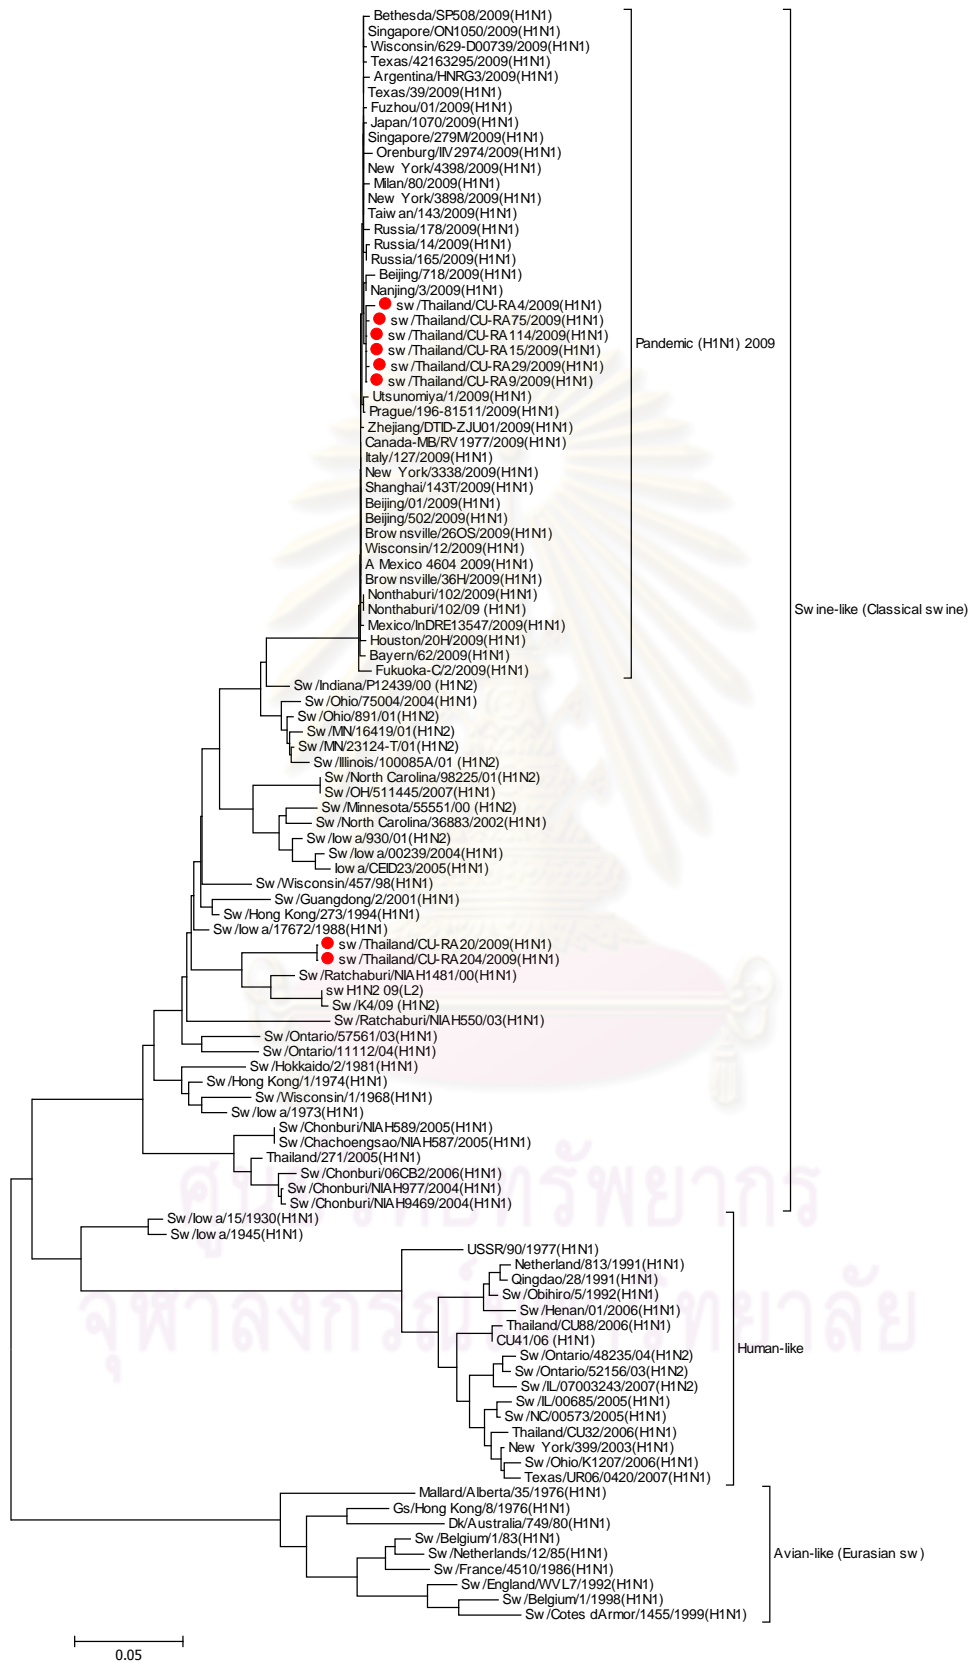 Bethesda/SP508/2009(H1N1)
Singapore/ON1050/2009(H1N1)
Wisconsin/629-D00739/2009(H1N1)
Texas/42163295/2009(H1N1)
Argentina/HNRG3/2009(H1N1)
Texas/39/2009(H1N1)
Fuzhou/01/2009(H1N1)
Japan/1070/2009(H1N1)
Singapore/279M/2009(H1N1)
Orenburg/IIV2974/2009(H1N1)
New York/4398/2009(H1N1)
Milan/80/2009(H1N1)
New York/3898/2009(H1N1)
Taiwan/143/2009(H1N1)
Russia/178/2009(H1N1)
Russia/14/2009(H1N1)
Russia/165/2009(H1N1)
Beijing/718/2009(H1N1)
Nanjing/3/2009(H1N1)
sw/Thailand/CU-RA4/2009(H1N1)
sw/Thailand/CU-RA75/2009(H1N1)
sw/Thailand/CU-RA114/2009(H1N1)
Pandemic (H1N1) 2009
sw/Thailand/CU-RA15/2009(H1N1)
sw/Thailand/CU-RA29/2009(H1N1)
sw/Thailand/CU-RA9/2009(H1N1)
Utsunomiya/1/2009(H1N1)
Prague/196-81511/2009(H1N1)
Zhejiang/DTID-ZJU01/2009(H1N1)
Canada-MB/RV1977/2009(H1N1)
Italy/127/2009(H1N1)
New York/3338/2009(H1N1)
Shanghai/143T/2009(H1N1)
Beijing/01/2009(H1N1)
Beijing/502/2009(H1N1)
Brownsville/26OS/2009(H1N1)
Wisconsin/12/2009(H1N1)
A Mexico 4604 2009(H1N1)
Brownsville/36H/2009(H1N1)
Nonthaburi/102/2009(H1N1)
Nonthaburi/102/09 (H1N1)
Swine-like (Classical swine)
Mexico/InDRE13547/2009(H1N1)
Houston/20H/2009(H1N1)
Bayern/62/2009(H1N1)
Fukuoka-C/2/2009(H1N1)
Sw/Indiana/P12439/00 (H1N2)
Sw/Ohio/75004/2004(H1N1)
Sw/Ohio/891/01(H1N2)
Sw/MN/16419/01(H1N2)
Sw/MN/23124-T/01(H1N2)
Sw/Illinois/100085A/01 (H1N2)
Sw/North Carolina/98225/01(H1N2)
Sw/OH/511445/2007(H1N1)
Sw/Minnesota/55551/00 (H1N2)
Sw/North Carolina/36883/2002(H1N1)
Sw/Iowa/930/01(H1N2)
Sw/Iowa/00239/2004(H1N1)
Iowa/CEID23/2005(H1N1)
Sw/Wisconsin/457/98(H1N1)
Sw/Guangdong/2/2001(H1N1)
Sw/Hong Kong/273/1994(H1N1)
Sw/Iowa/17672/1988(H1N1)
sw/Thailand/CU-RA20/2009(H1N1)
sw/Thailand/CU-RA204/2009(H1N1)
Sw/Ratchaburi/NIAH1481/00(H1N1)
sw H1N2 09(L2)
Sw/K4/09 (H1N2)
Sw/Ratchaburi/NIAH550/03(H1N1)
Sw/Ontario/57561/03(H1N1)
Sw/Ontario/11112/04(H1N1)
Sw/Hokkaido/2/1981(H1N1)
Sw/Hong Kong/1/1974(H1N1)
Sw/Wisconsin/1/1968(H1N1)
Sw/Iowa/1973(H1N1)
Sw/Chonburi/NIAH589/2005(H1N1)
Sw/Chachoengsao/NIAH587/2005(H1N1)
Thailand/271/2005(H1N1)
Sw/Chonburi/06CB2/2006(H1N1)
Sw/Chonburi/NIAH977/2004(H1N1)
Sw/Chonburi/NIAH9469/2004(H1N1)
Sw/Iowa/15/1930(H1N1)
Sw/Iowa/1945(H1N1)
USSR/90/1977(H1N1)
Netherland/813/1991(H1N1)
Qingdao/28/1991(H1N1)
Sw/Obihiro/5/1992(H1N1)
Sw/Henan/01/2006(H1N1)
Thailand/CU88/2006(H1N1)
CU41/06 (H1N1)
Human-like
Sw/Ontario/48235/04(H1N2)
Sw/Ontario/52156/03(H1N2)
Sw/IL/07003243/2007(H1N2)
Sw/IL/00685/2005(H1N1)
Sw/NC/00573/2005(H1N1)
Thailand/CU32/2006(H1N1)
New York/399/2003(H1N1)
Sw/Ohio/K1207/2006(H1N1)
Texas/UR06/0420/2007(H1N1)
Mallard/Alberta/35/1976(H1N1)
Gs/Hong Kong/8/1976(H1N1)
Dk/Australia/749/80(H1N1)
Sw/Belgium/1/83(H1N1)
Sw/Netherlands/12/85(H1N1)
Avian-like (Eurasian sw)
Sw/France/4510/1986(H1N1)
Sw/England/WVL7/1992(H1N1)
Sw/Belgium/1/1998(H1N1)
Sw/Cotes dArmor/1455/1999(H1N1)
0.05
จุฬาลงกรณ์